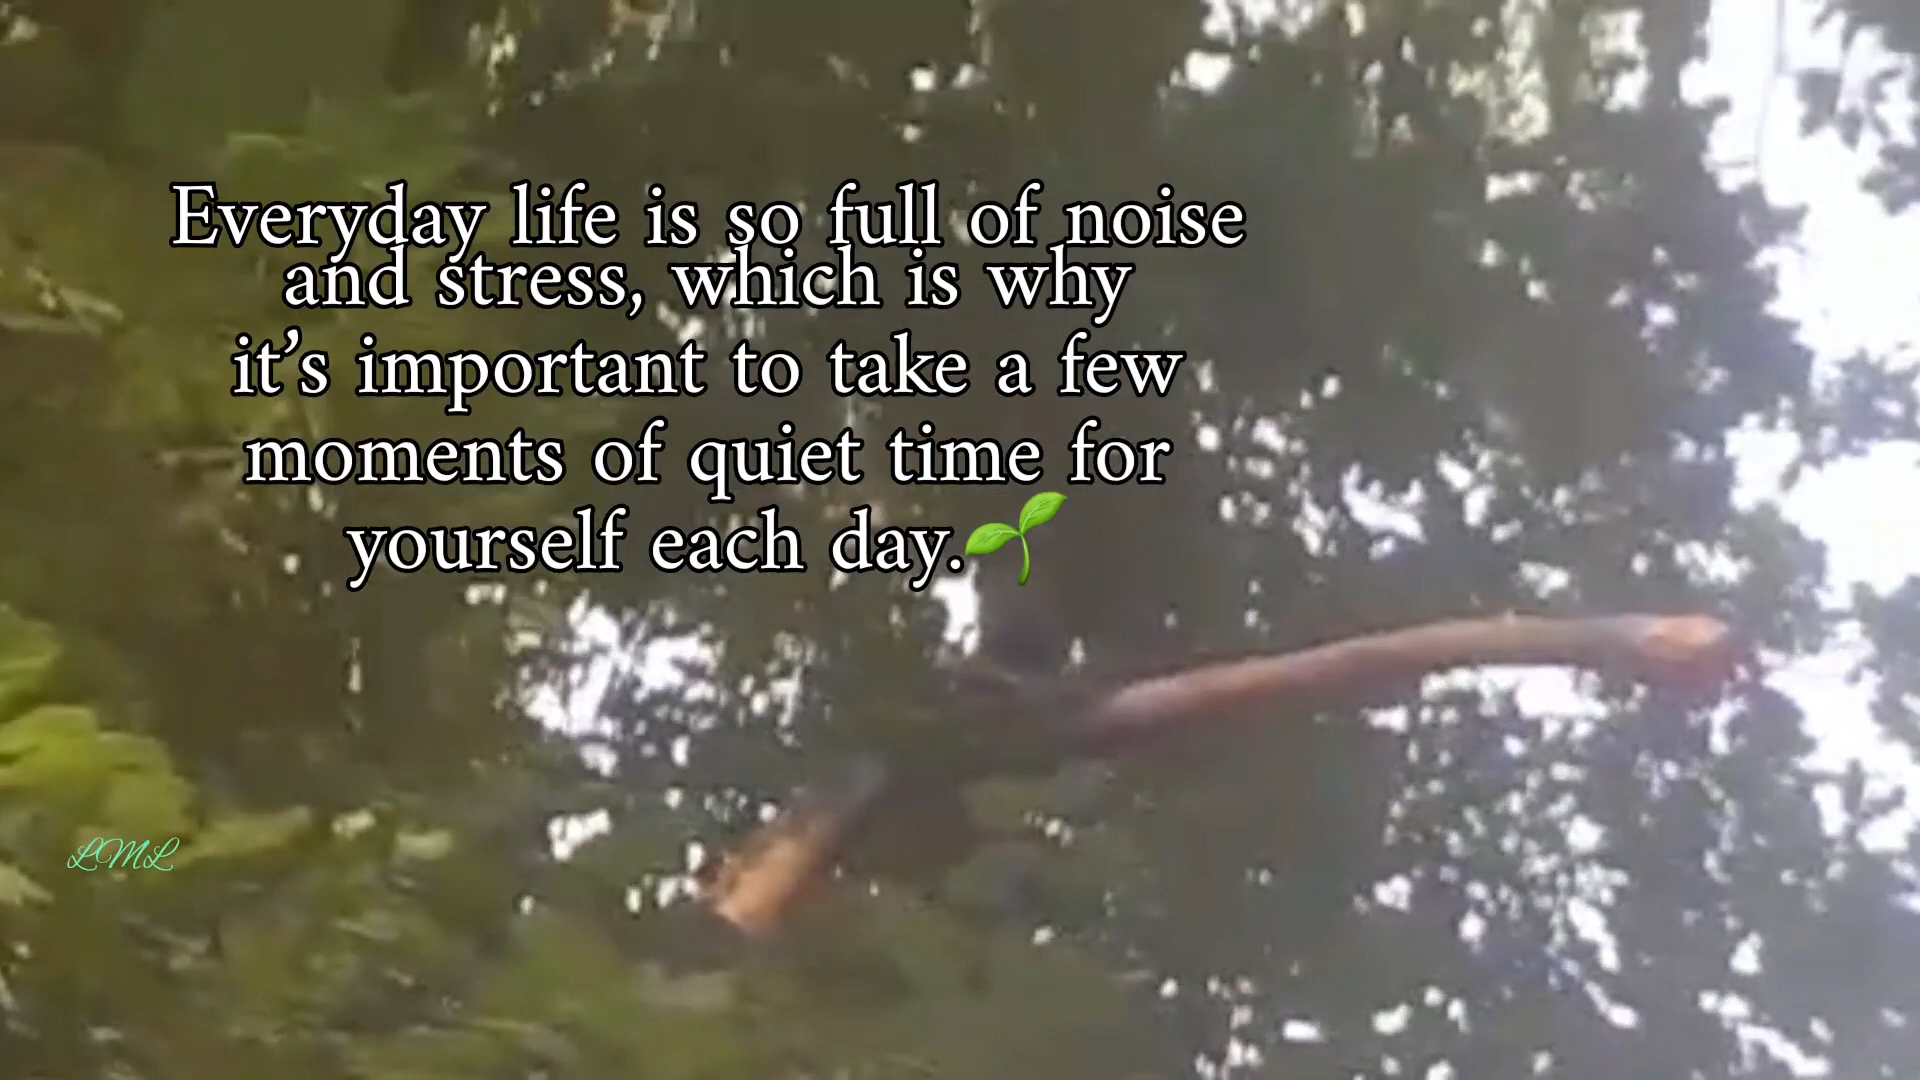 Everyday life is so full of noise
and stress, which is why
it’s important to take a few
moments of quiet time for
yourself each day.🌱
LML